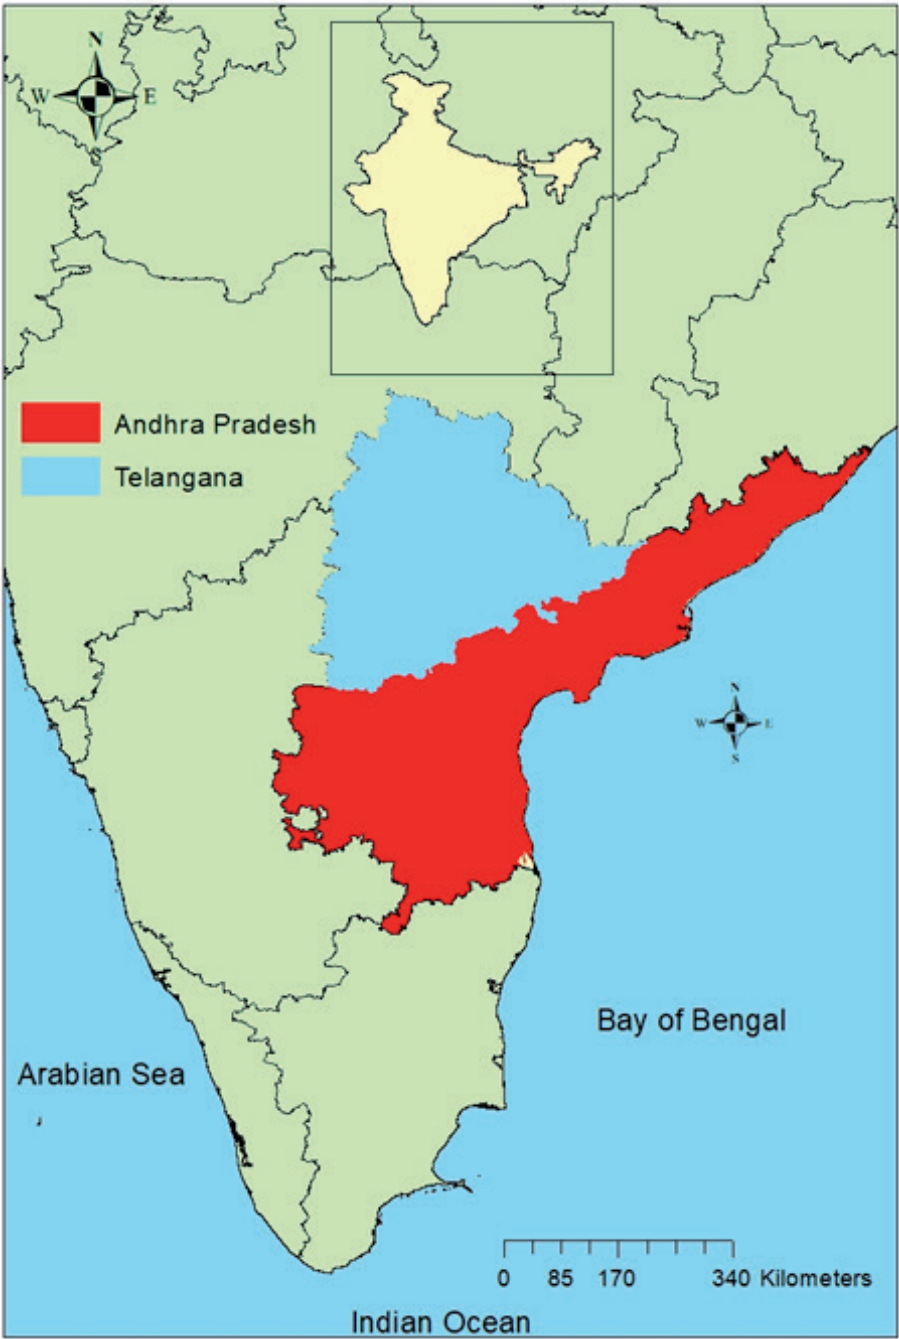 N
W E
S
Andhra Pradesh
Telangana
N
W E
S
Bay of Bengal
Arabian Sea
0 85 170 340 Kilometers
Indian Ocean